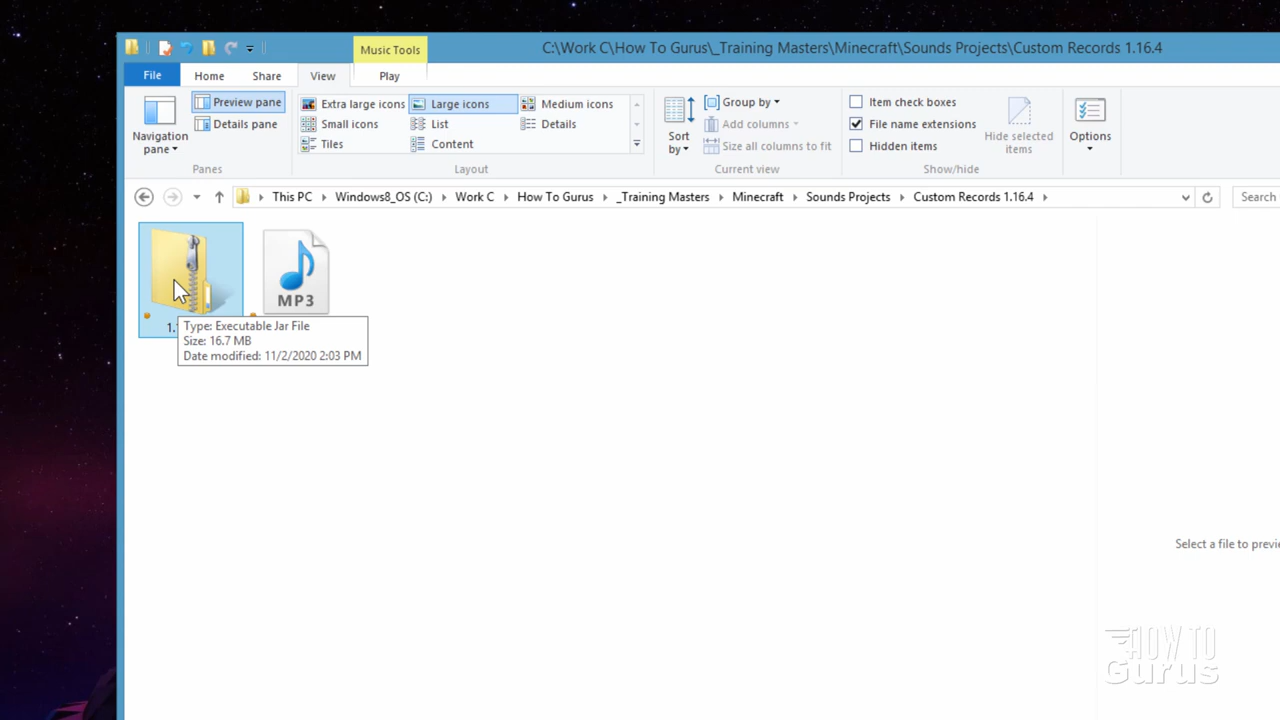 Music Tools
C:\Work C\How To Gurus\_Training Masters\Minecraft\Sounds Projects\Custom Records 1.16.4
File
Home
Share
View
Play
Preview pane
Extra large icons
Large icons
Medium icons
Group by
Item check boxes
Details pane
Small icons
List
Details
Add columns
File name extensions
Navigation pane
Tiles
Content
Sort by
Size all columns to fit
Hidden items
Hide selected items
Options
Panes
Layout
Current view
Show/hide
This PC
Windows8_OS (C:)
Work C
How To Gurus
_Training Masters
Minecraft
Sounds Projects
Custom Records 1.16.4
Search
MP3
1.
Type: Executable Jar File
Size: 16.7 MB
Date modified: 11/2/2020 2:03 PM
Select a file to previe
HOW TO
Gurus